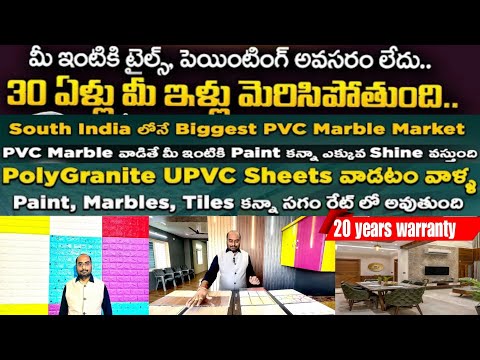 మీ ఇంటికి టైల్స్, పెయింటింగ్ అవసరం లేదు..
30 ఏళ్లు మీ ఇళ్లు మెరిసిపోతుంది..
South India లోనే Biggest PVC Marble Market
PVC Marble వాడితే మీ ఇంటికి Paint కన్నా ఎక్కువ Shine వస్తుంది
PolyGranite UPVC Sheets వాడటం వాళ్ళ
Paint, Marbles, Tiles కన్నా సగం రేట్ లో అవుతుంది
20 years warranty